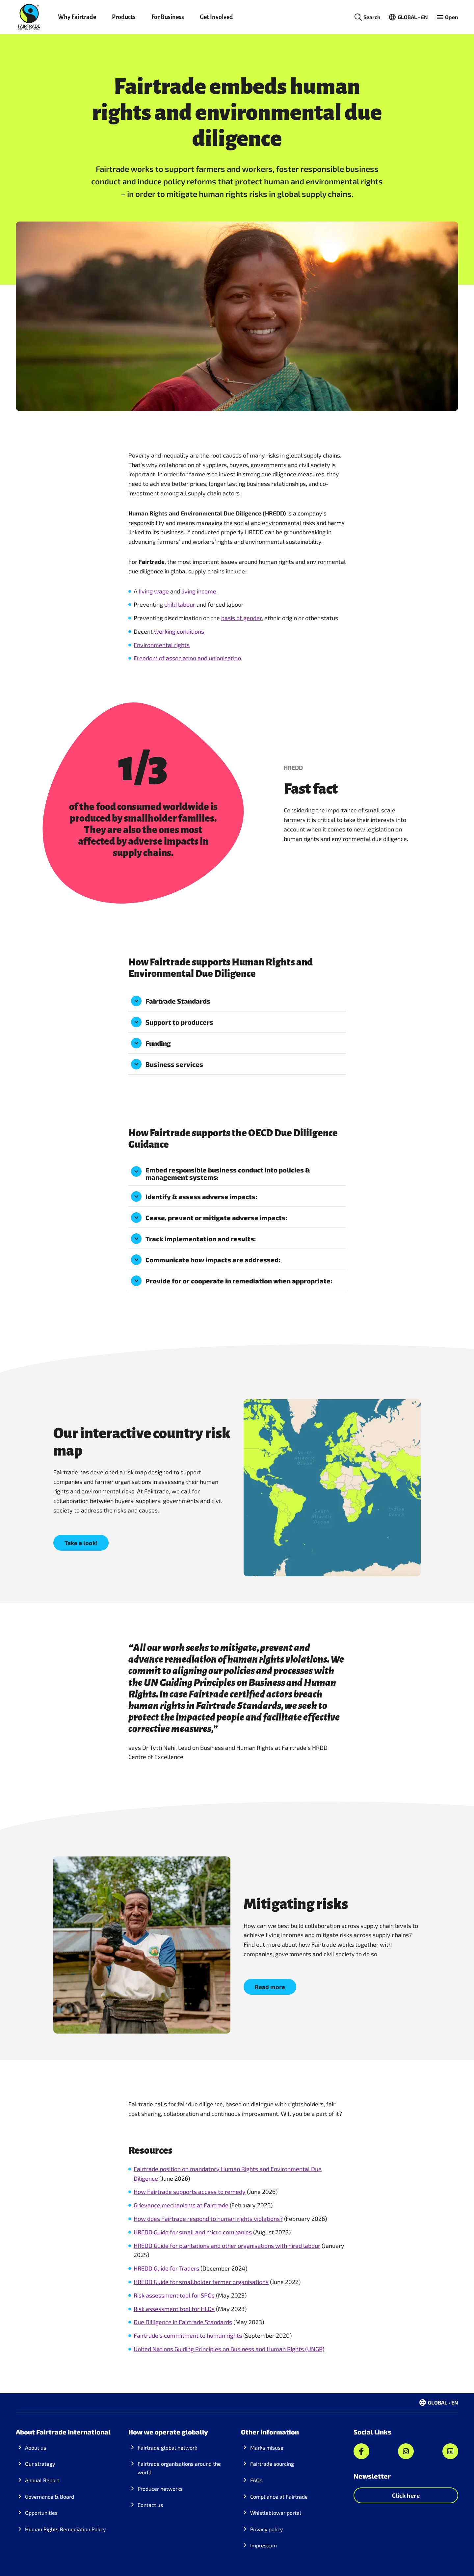 FAIRTRADE
Why Fairtrade
Products
For Business
Get Involved
Search
GLOBAL - EN
Open
Fairtrade embeds human
rights and environmental due
diligence
Fairtrade works to support farmers and workers, foster responsible business
conduct and induce policy reforms that protect human and environmental rights
– in order to mitigate human rights risks in global supply chains.
Poverty and inequality are the root causes of many risks in global supply chains.
That's why collaboration of suppliers, buyers, governments and civil society is
important. In order for farmers to invest in strong due diligence measures, they
need to achieve better prices, longer lasting business relationships, and co-
investment among all supply chain actors.
Human Rights and Environmental Due Diligence (HREDD) is a company's
responsibility and means managing the social and environmental risks and harms
linked to its business. If conducted properly HREDD can be groundbreaking in
advancing farmers' and workers' rights and environmental sustainability.
For Fairtrade, the most important issues around human rights and environmental
due diligence in global supply chains include:
A living wage and living income
Preventing child labour and forced labour
Preventing discrimination on the basis of gender, ethnic origin or other status
Decent working conditions
Environmental rights
Freedom of association and unionisation
1/3
of the food consumed worldwide is
produced by smallholder families.
They are also the ones most
affected by adverse impacts in
supply chains.
HREDD
Fast fact
Considering the importance of small scale
farmers it is critical to take their interests into
account when it comes to new legislation on
human rights and environmental due diligence.
How Fairtrade supports Human Rights and
Environmental Due Diligence
Fairtrade Standards
Support to producers
Funding
Business services
How Fairtrade supports the OECD Due Dililgence
Guidance
Embed responsible business conduct into policies &
management systems:
Identify & assess adverse impacts:
Cease, prevent or mitigate adverse impacts:
Track implementation and results:
Communicate how impacts are addressed:
Provide for or cooperate in remediation when appropriate:
Our interactive country risk
map
Fairtrade has developed a risk map designed to support
companies and farmer organisations in assessing their human
rights and environmental risks. At Fairtrade, we call for
collaboration between buyers, suppliers, governments and civil
society to address the risks and causes.
Take a look!
"All our work seeks to mitigate, prevent and
advance remediation of human rights violations. We
commit to aligning our policies and processes with
the UN Guiding Principles on Business and Human
Rights. In case Fairtrade certified actors breach
human rights in Fairtrade Standards, we seek to
protect the impacted people and facilitate effective
corrective measures,"
says Dr Tytti Nahi, Lead on Business and Human Rights at Fairtrade's HRDD
Centre of Excellence.
Mitigating risks
How can we best build collaboration across supply chain levels to
achieve living incomes and mitigate risks across supply chains?
Find out more about how Fairtrade works together with
companies, governments and civil society to do so.
Read more
Fairtrade calls for fair due diligence, based on dialogue with rightsholders, fair
cost sharing, collaboration and continuous improvement. Will you be a part of it?
Resources
Fairtrade position on mandatory Human Rights and Environmental Due
Diligence (June 2026)
How Fairtrade supports access to remedy (June 2026)
Grievance mechanisms at Fairtrade (February 2026)
How does Fairtrade respond to human rights violations? (February 2026)
HREDD Guide for small and micro companies (August 2023)
HREDD Guide for plantations and other organisations with hired labour (January
2025)
HREDD Guide for Traders (December 2024)
HREDD Guide for smallholder farmer organisations (June 2022)
Risk assessment tool for SPOs (May 2023)
Risk assessment tool for HLOs (May 2023)
Due Dilligence in Fairtrade Standards (May 2023)
Fairtrade's commitment to human rights (September 2020)
United Nations Guiding Principles on Business and Human Rights (UNGP)
GLOBAL - EN
About Fairtrade International
About us
Our strategy
Annual Report
Governance & Board
Opportunities
Human Rights Remediation Policy
How we operate globally
Fairtrade global network
Fairtrade organisations around the
world
Producer networks
Contact us
Other information
Marks misuse
Fairtrade sourcing
FAQs
Compliance at Fairtrade
Whistleblower portal
Privacy policy
Impressum
Social Links
Newsletter
Click here